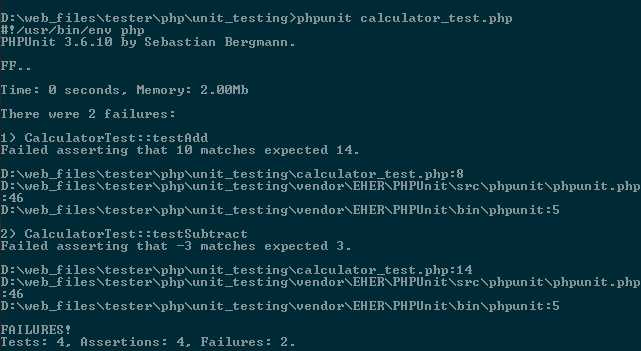 D:\web_files\tester\php\unit_testing>phpunit calculator_test.php
#!/usr/bin/env php
PHPUnit 3.6.10 by Sebastian Bergmann.
FF..
Time: 0 seconds, Memory: 2.00Mb
There were 2 failures:
1) CalculatorTest::testAdd
Failed asserting that 10 matches expected 14.
D:\web_files\tester\php\unit_testing\calculator_test.php:8
D:\web_files\tester\php\unit_testing\vendor\EHER\PHPUnit\src\phpunit\phpunit.php
:46
D:\web_files\tester\php\unit_testing\vendor\EHER\PHPUnit\bin\phpunit:5
2) CalculatorTest::testSubtract
Failed asserting that -3 matches expected 3.
D:\web_files\tester\php\unit_testing\calculator_test.php:14
D:\web_files\tester\php\unit_testing\vendor\EHER\PHPUnit\src\phpunit\phpunit.php
:46
D:\web_files\tester\php\unit_testing\vendor\EHER\PHPUnit\bin\phpunit:5
FAILURES!
Tests: 4, Assertions: 4, Failures: 2.